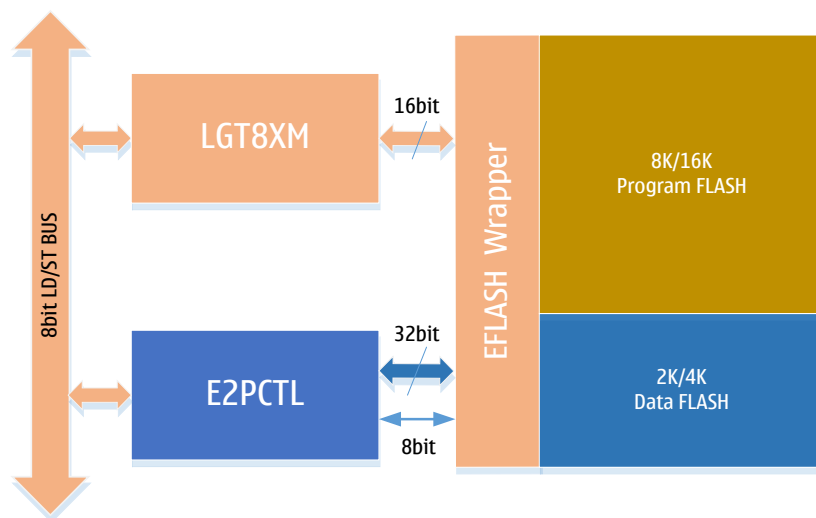 8bit LD/ST BUS
LGT8XM
16bit
EFLASH Wrapper
8K/16K
Program FLASH
E2PCTL
32bit
8bit
2K/4K
Data FLASH